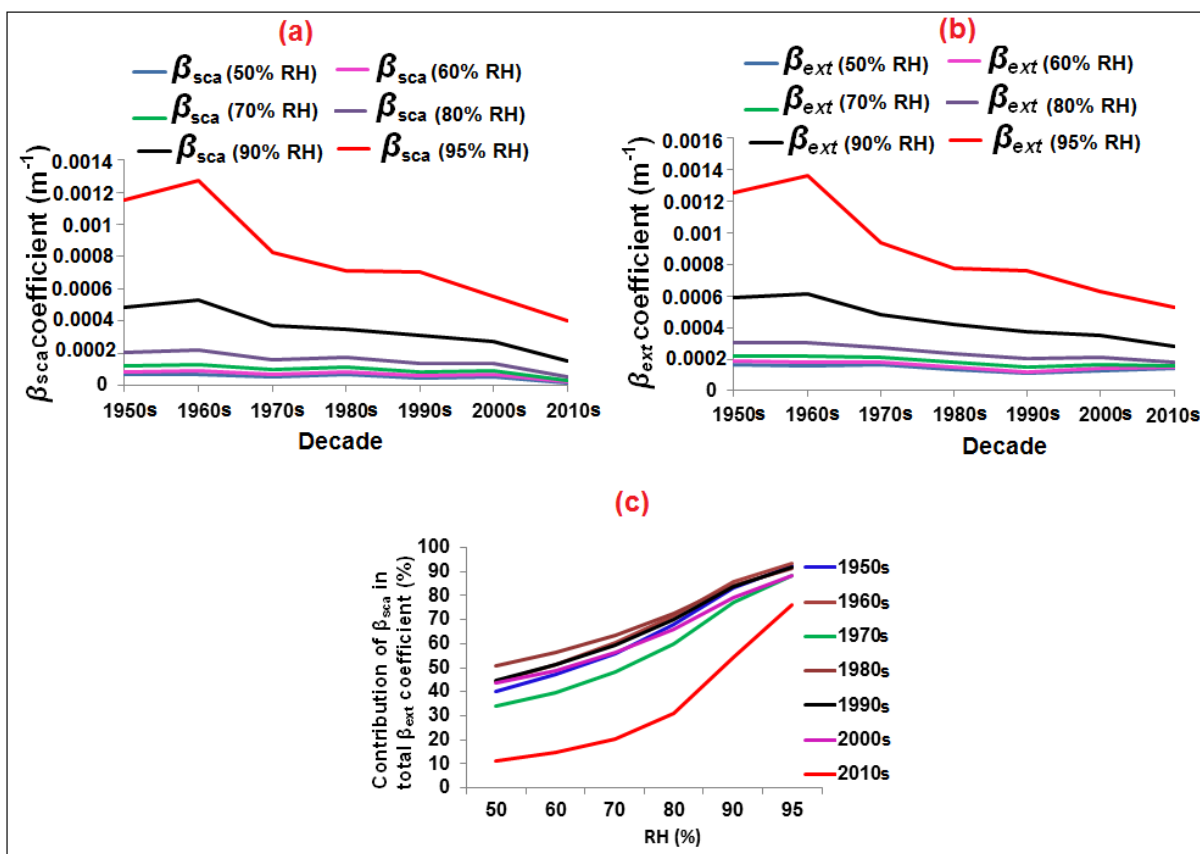 (a)
βsca (50% RH) βsca (60% RH)
βsca (70% RH) βsca (80% RH)
βsca (90% RH) βsca (95% RH)
βsca coefficient (m-1)
0.0014
0.0012
0.001
0.0008
0.0006
0.0004
0.0002
0
1950s 1960s 1970s 1980s 1990s 2000s 2010s
Decade
(b)
βext (50% RH) βext (60% RH)
βext (70% RH) βext (80% RH)
βext (90% RH) βext (95% RH)
βext coefficient (m-1)
0.0016
0.0014
0.0012
0.001
0.0008
0.0006
0.0004
0.0002
0
1950s 1960s 1970s 1980s 1990s 2000s 2010s
Decade
(c)
Contribution of βsca in
total βext coefficient (%)
100
90
80
70
60
50
40
30
20
10
0
50 60 70 80 90 95
RH (%)
1950s
1960s
1970s
1980s
1990s
2000s
2010s